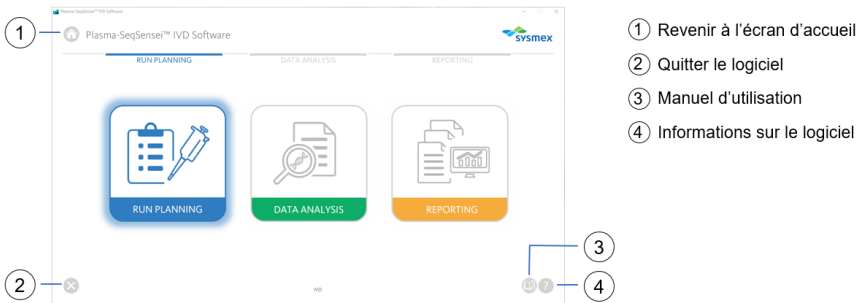 Plasma-SeqSensei™ IVD Software
1
Plasma-SeqSensei™ IVD Software
sysmex
RUN PLANNING
DATA ANALYSIS
REPORTING
RUN PLANNING
DATA ANALYSIS
REPORTING
2
IVD
3
4
1 Revenir à l’écran d’accueil
2 Quitter le logiciel
3 Manuel d’utilisation
4 Informations sur le logiciel